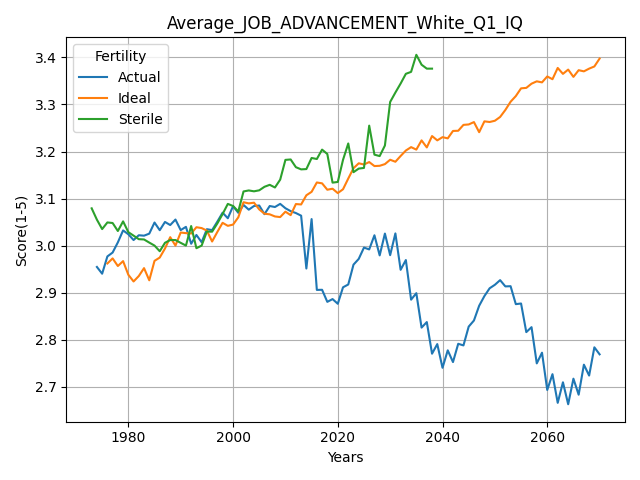 Average_JOB_ADVANCEMENT_White_Q1_IQ
Fertility
Actual
Ideal
Sterile
Score(1-5)
3.4
3.3
3.2
3.1
3.0
2.9
2.8
2.7
1980
2000
2020
2040
2060
Years